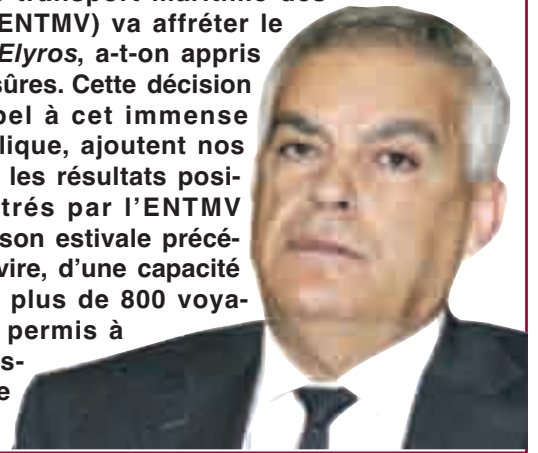 transport maritime des
ENTMV) va affréter le
Elyros, a-t-on appris
sûres. Cette décision
pel à cet immense
lique, ajoutent nos
les résultats posi-
trés par l'ENTMV
son estivale précé-
vire, d'une capacité
plus de 800 voya-
permis à
s-
e